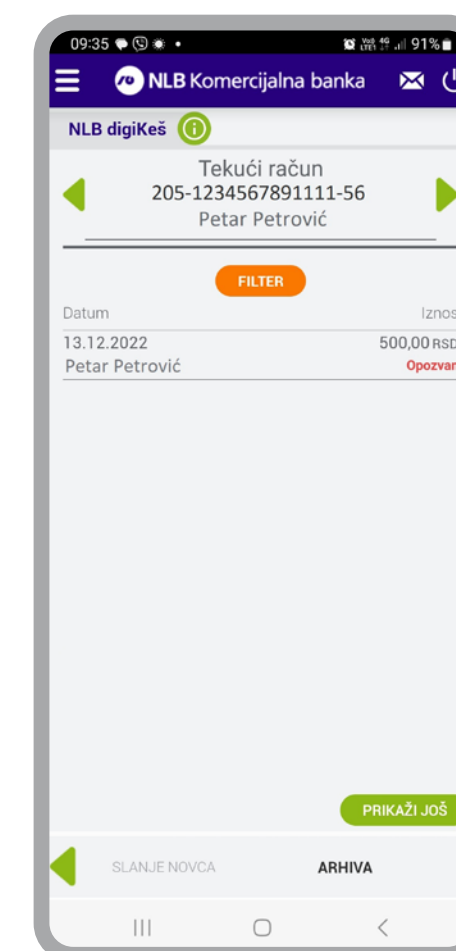 09:35 91%
NLB Komercijalna banka
NLB digiKeš
Tekući račun
205-1234567891111-56
Petar Petrović
FILTER
Datum Iznos
13.12.2022 500,00 RSD
Petar Petrović Opozvan
PRIKAŽI JOŠ
SLANJE NOVCA ARHIVA